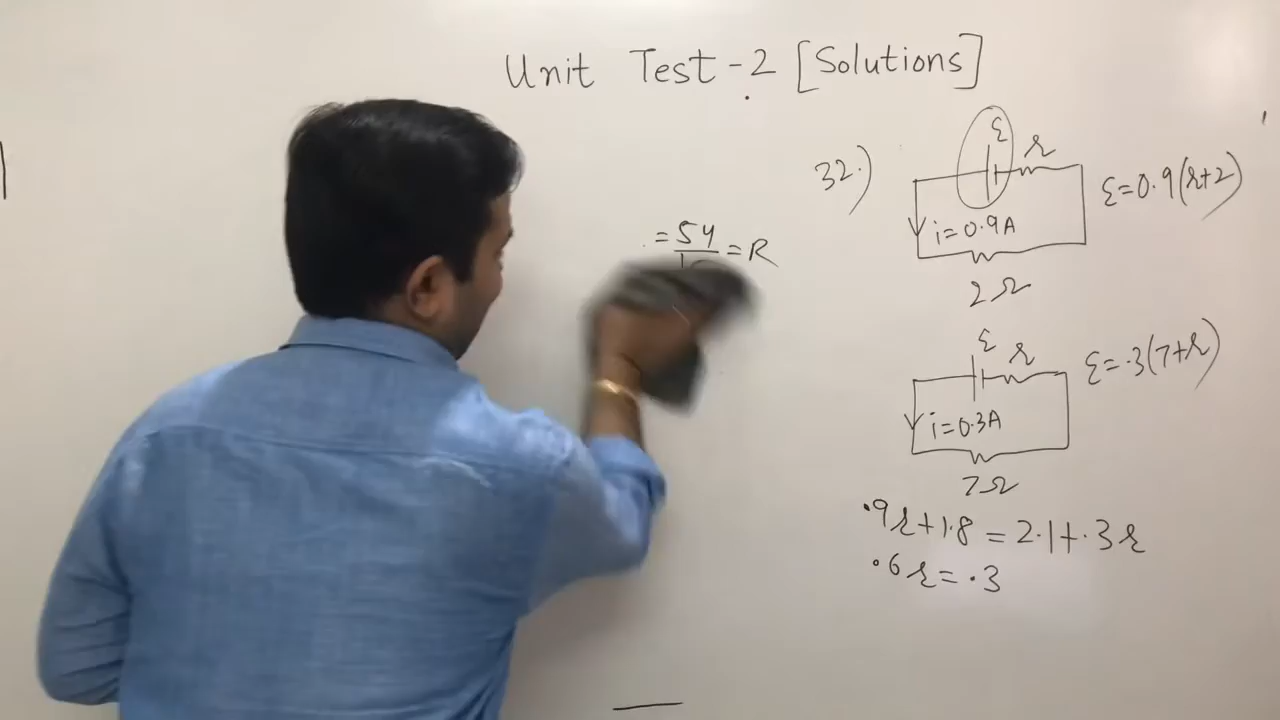 Unit Test - 2 [Solutions]
= 54 = R
32.)
ε
r
i=0.9A
2Ω
ε=0.9(r+2)
ε
r
i=0.3A
7Ω
ε=.3(7+r)
.9r+1.8 = 2.1+.3r
.6r = .3